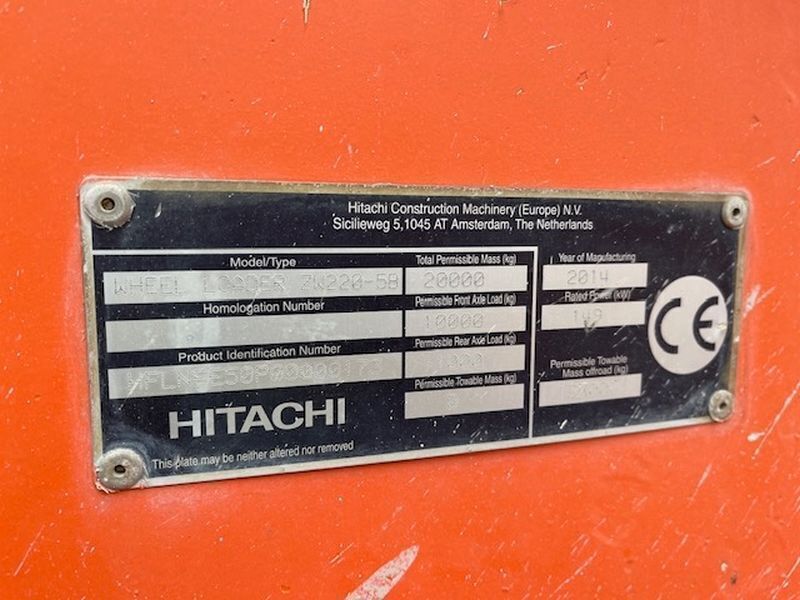 Hitachi Construction Machinery (Europe) N.V.
Sicilieweg 5,1045 AT Amsterdam, The Netherlands
Model/Type
WHEEL LOADER ZW220-5B
Homologation Number
Product Identification Number
HITACHI
This plate may be neither altered nor removed
Total Permissible Mass (kg)
20000
Permissible Front Axle Load (kg)
10000
Permissible Rear Axle Load (kg)
Permissible Towable Mass (kg)
Year of Manufacturing
2014
Rated Power (kW)
149
Permissible Towable
Mass offroad (kg)
CE